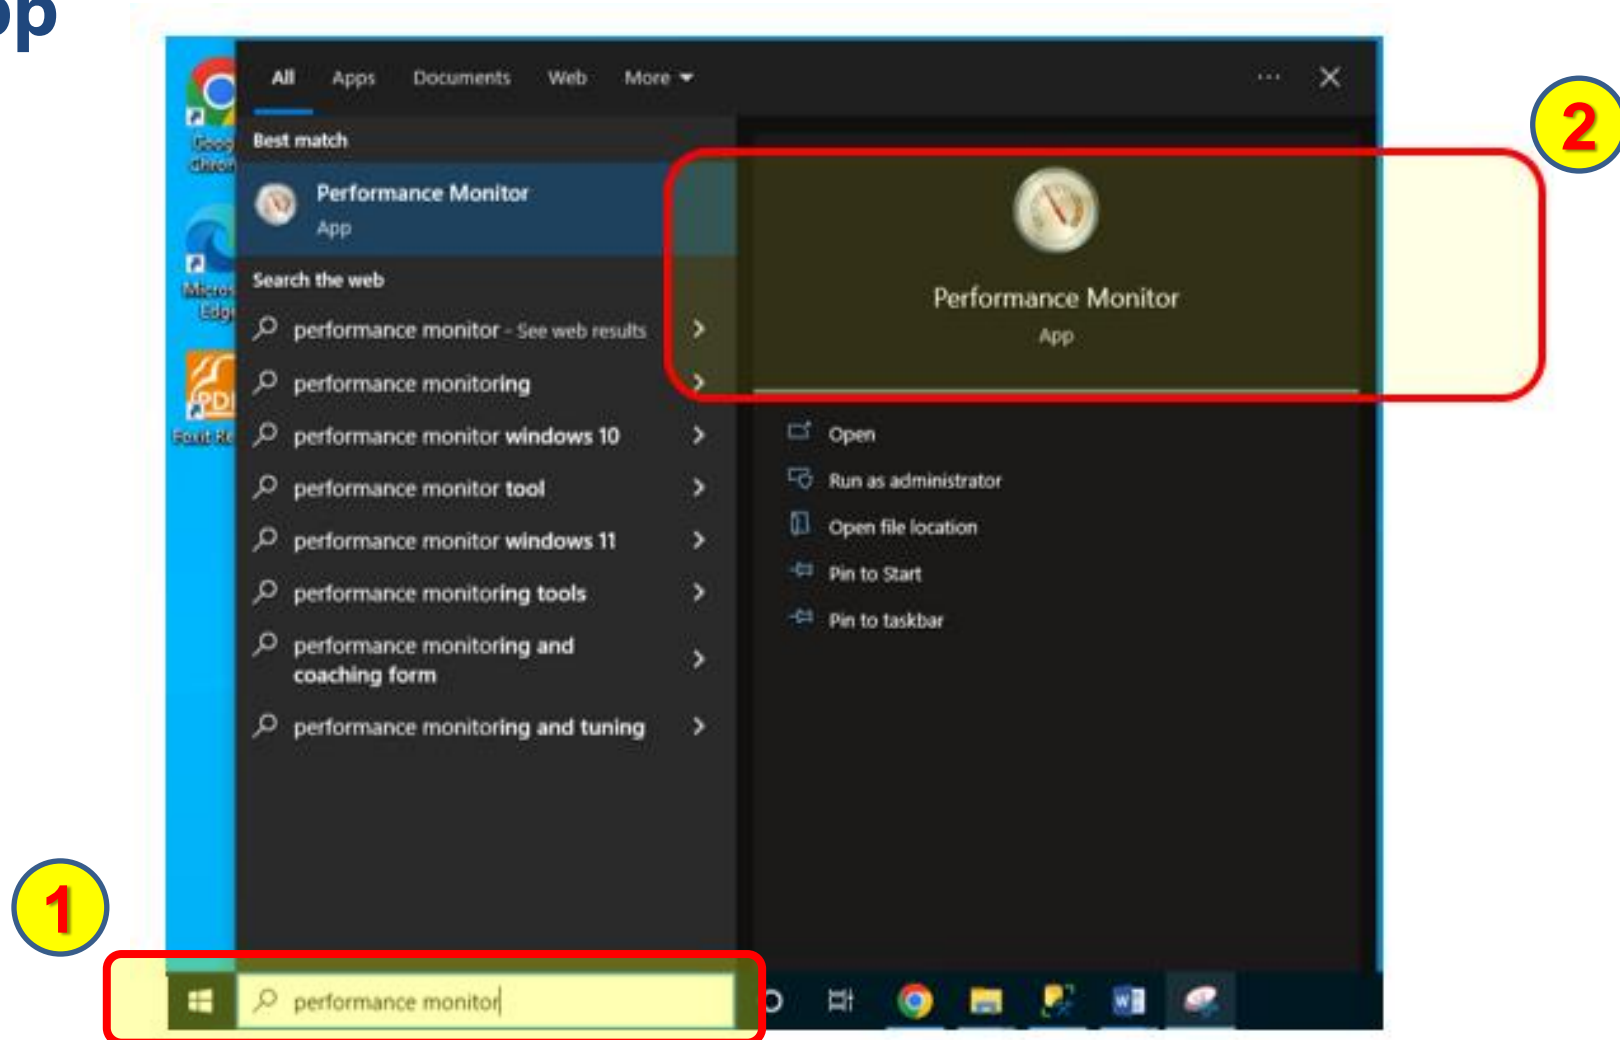 All Apps Documents Web More
2
Best match
Performance Monitor
App
Performance Monitor
App
Search the web
performance monitor - See web results
performance monitoring
performance monitor windows 10
performance monitor tool
performance monitor windows 11
performance monitoring tools
performance monitoring and
coaching form
performance monitoring and tuning
Open
Run as administrator
Open file location
Pin to Start
Pin to taskbar
Edge
1
performance monitor